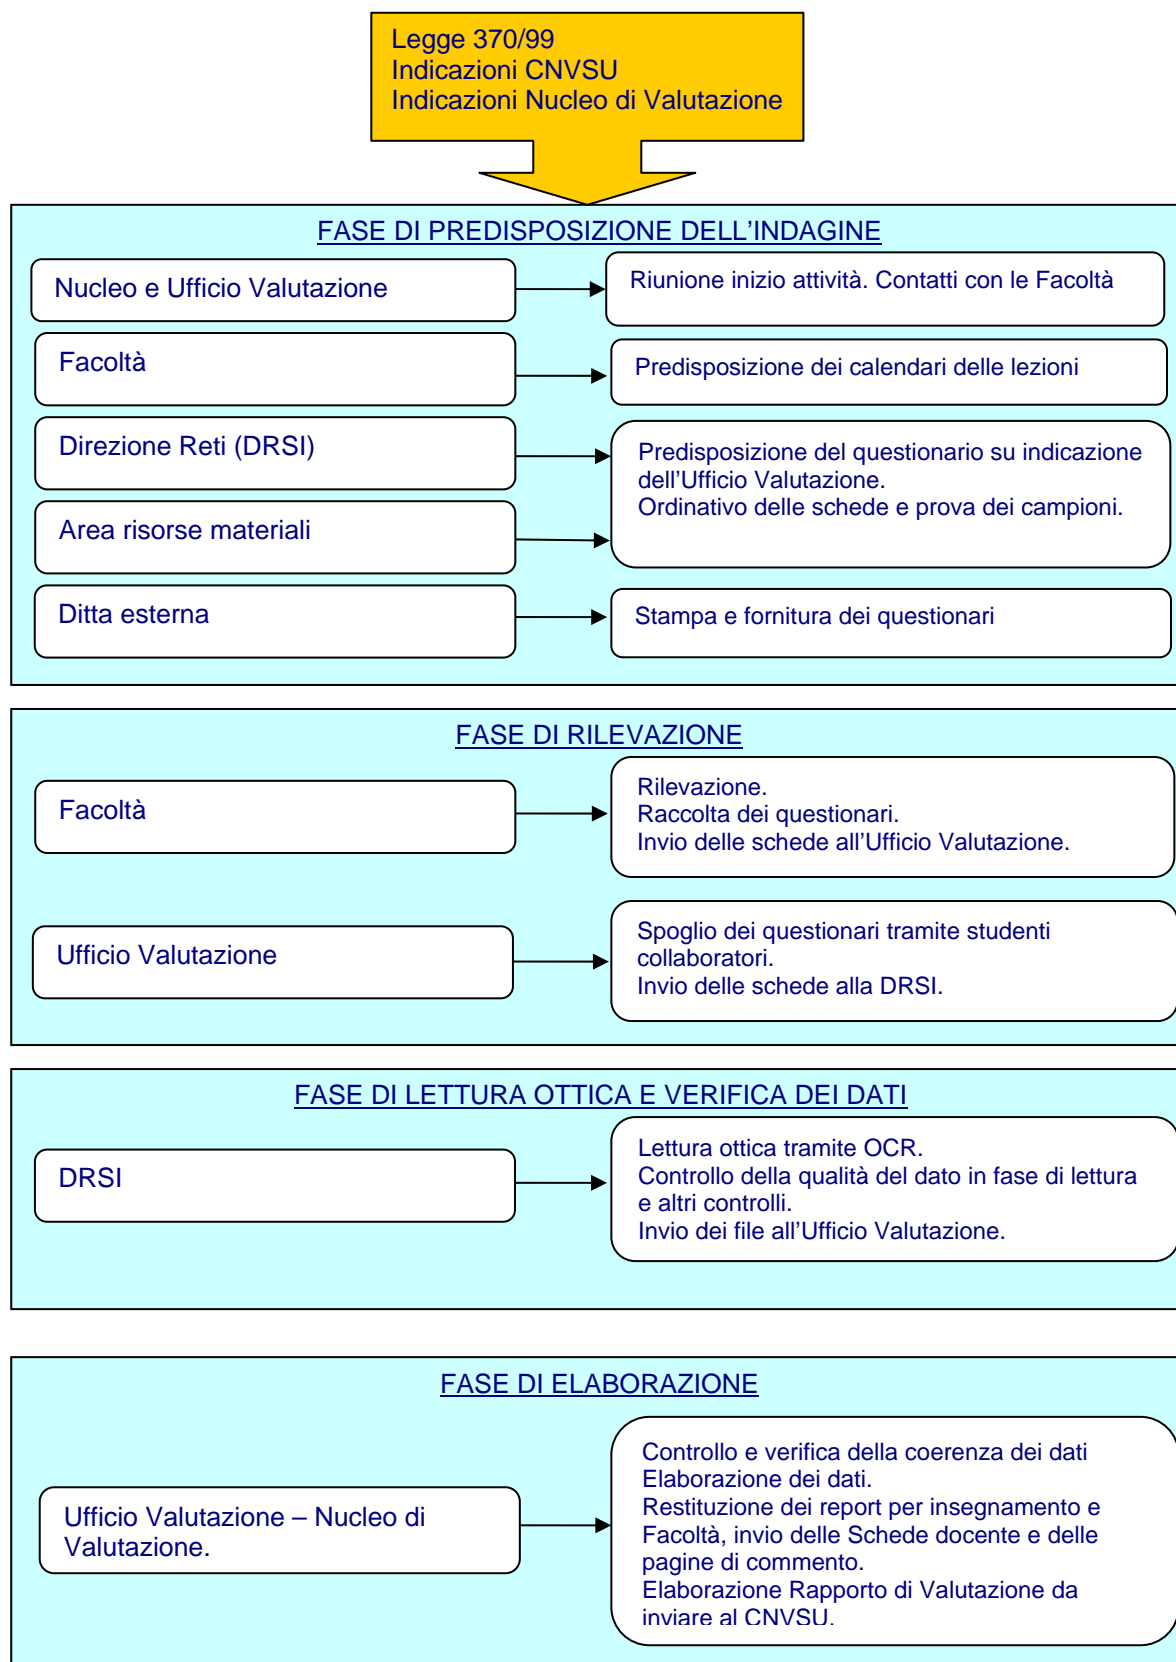 Legge 370/99
Indicazioni CNVSU
Indicazioni Nucleo di Valutazione
FASE DI PREDISPOSIZIONE DELL’INDAGINE
Nucleo e Ufficio Valutazione
Riunione inizio attività. Contatti con le Facoltà
Facoltà
Predisposizione dei calendari delle lezioni
Direzione Reti (DRSI)
Predisposizione del questionario su indicazione
dell’Ufficio Valutazione.
Ordinativo delle schede e prova dei campioni.
Area risorse materiali
Ditta esterna
Stampa e fornitura dei questionari
FASE DI RILEVAZIONE
Facoltà
Rilevazione.
Raccolta dei questionari.
Invio delle schede all’Ufficio Valutazione.
Ufficio Valutazione
Spoglio dei questionari tramite studenti
collaboratori.
Invio delle schede alla DRSI.
FASE DI LETTURA OTTICA E VERIFICA DEI DATI
DRSI
Lettura ottica tramite OCR.
Controllo della qualità del dato in fase di lettura
e altri controlli.
Invio dei file all’Ufficio Valutazione.
FASE DI ELABORAZIONE
Ufficio Valutazione – Nucleo di
Valutazione.
Controllo e verifica della coerenza dei dati
Elaborazione dei dati.
Restituzione dei report per insegnamento e
Facoltà, invio delle Schede docente e delle
pagine di commento.
Elaborazione Rapporto di Valutazione da
inviare al CNVSU.